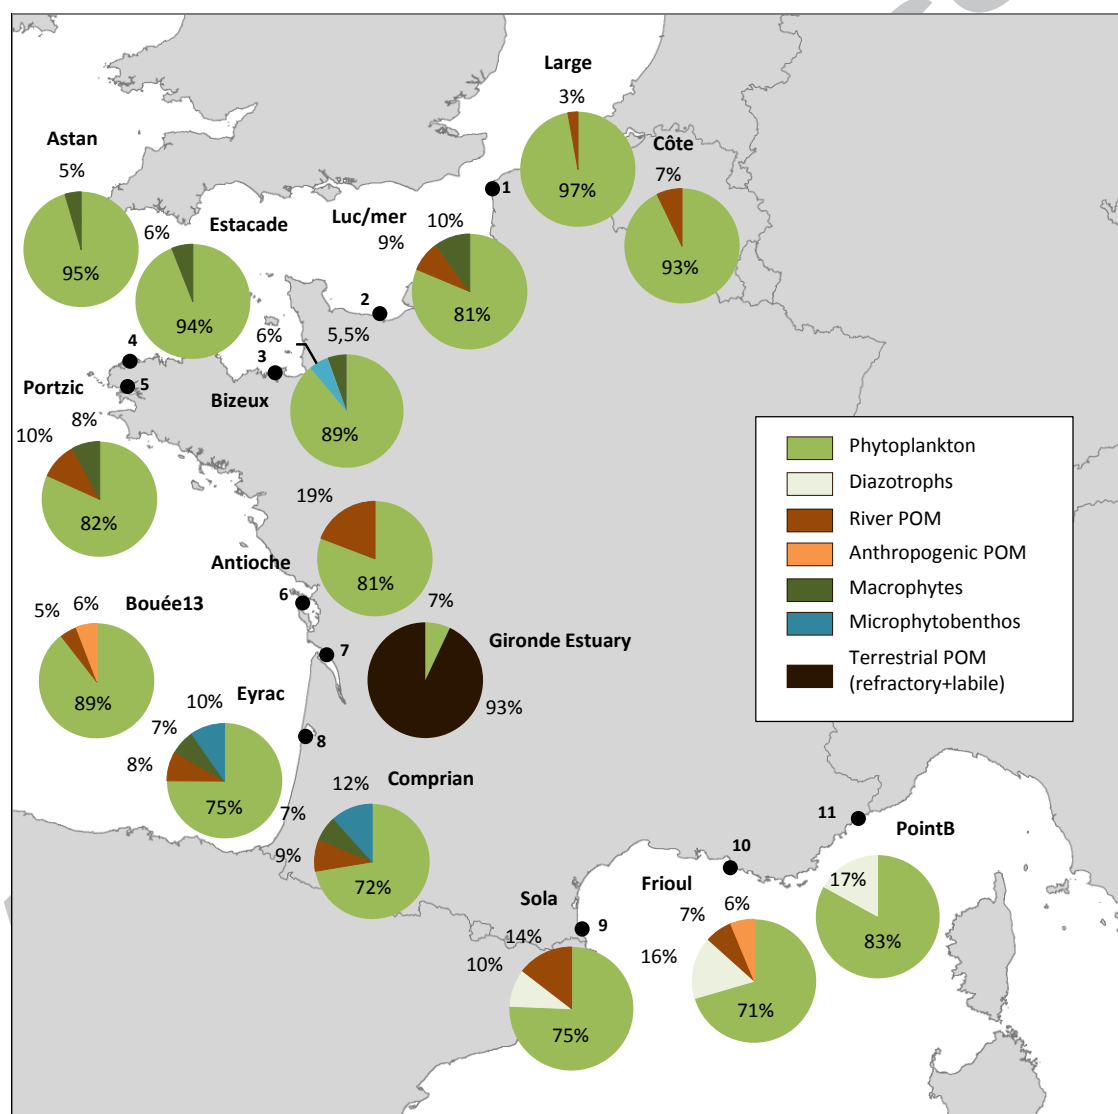 Large
3%
97%
Côte
7%
93%
Astan
5%
95%
Estacade
6%
94%
Luc/mer
10%
9%
81%
1
2
6%
5,5%
3
Bizeux
89%
4
5
Portzic
8%
10%
82%
Phytoplankton
Diazotrophs
River POM
Anthropogenic POM
Macrophytes
Microphytobenthos
Terrestrial POM
(refractory+labile)
19%
Antioche
81%
6
Bouée13
5%
6%
89%
7%
7
Gironde Estuary
93%
Eyrac
10%
7%
8%
75%
8
Comprian
12%
7%
9%
72%
11
PointB
17%
83%
10
Frioul
6%
7%
16%
71%
Sola
9
14%
10%
75%